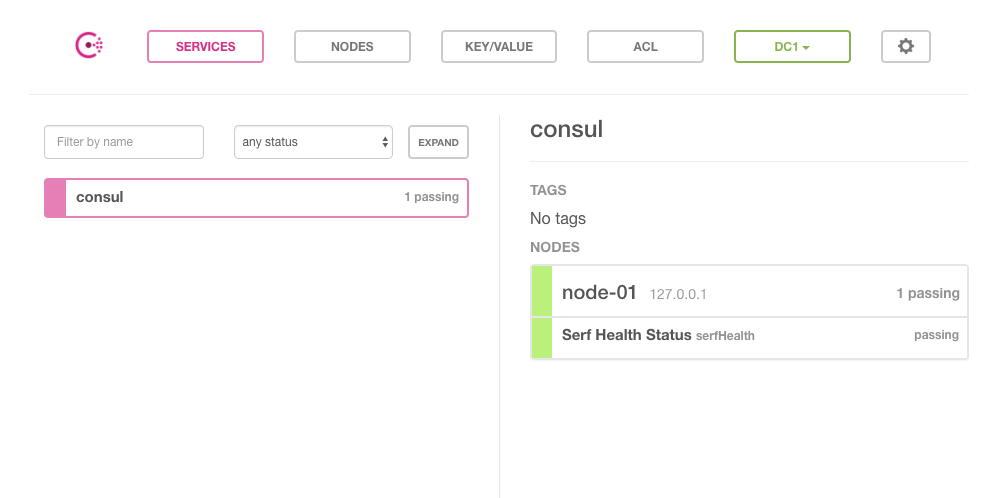 SERVICES NODES KEY/VALUE ACL DC1
Filter by name any status EXPAND
consul 1 passing
consul
TAGS
No tags
NODES
node-01 127.0.0.1 1 passing
Serf Health Status serfHealth passing